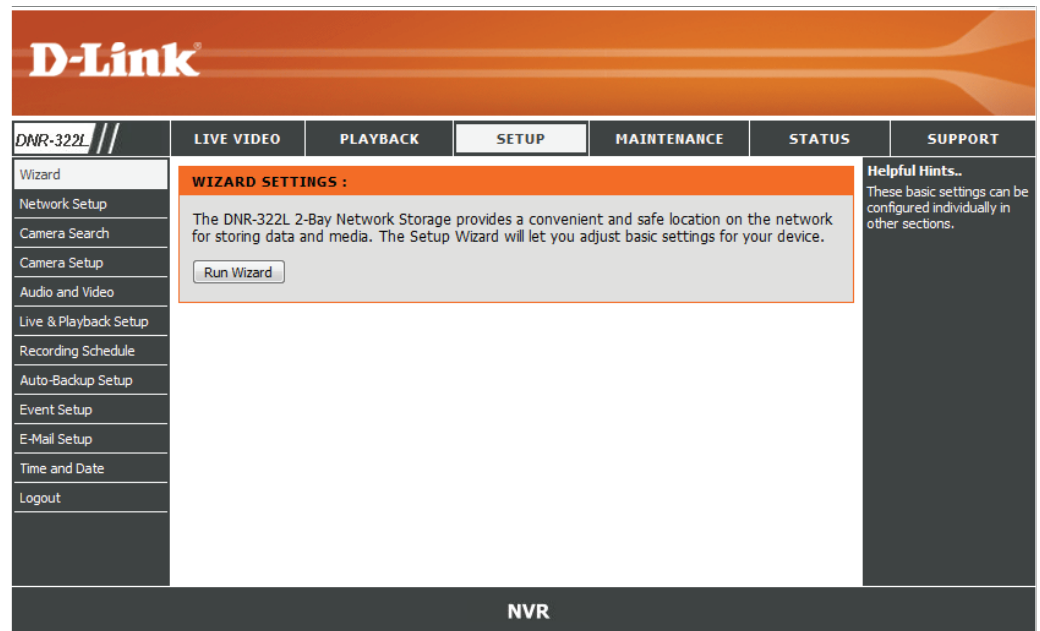 D-Link®
DNR-322L
LIVE VIDEO
PLAYBACK
SETUP
MAINTENANCE
STATUS
SUPPORT
Wizard
Network Setup
Camera Search
Camera Setup
Audio and Video
Live & Playback Setup
Recording Schedule
Auto-Backup Setup
Event Setup
E-Mail Setup
Time and Date
Logout
WIZARD SETTINGS :
The DNR-322L 2-Bay Network Storage provides a convenient and safe location on the network
for storing data and media. The Setup Wizard will let you adjust basic settings for your device.
Run Wizard
Helpful Hints..
These basic settings can be
configured individually in
other sections.
NVR